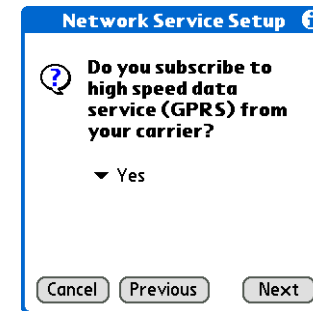 Network Service Setup
Do you subscribe to
high speed data
service (GPRS) from
your carrier?
Yes
Cancel Previous Next